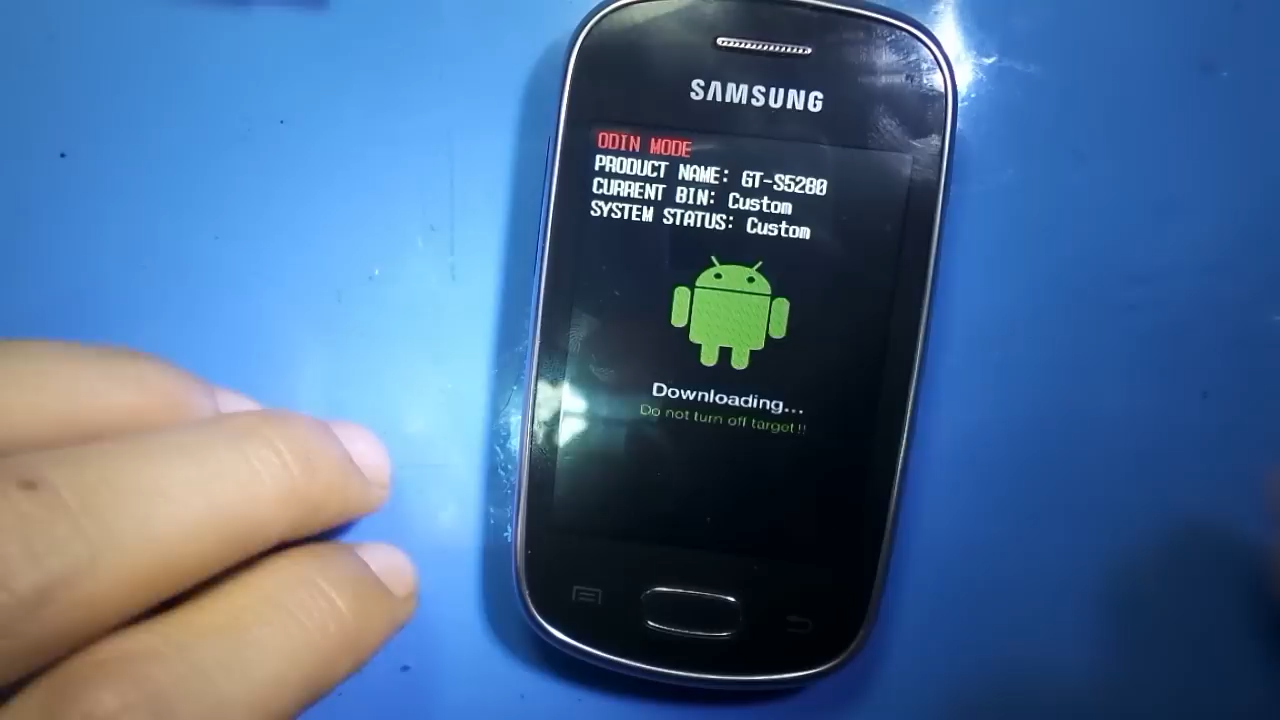 SAMSUNG
ODIN MODE
PRODUCT NAME: GT-S5280
CURRENT BIN: Custom
SYSTEM STATUS: Custom
Downloading...
Do not turn off target!!